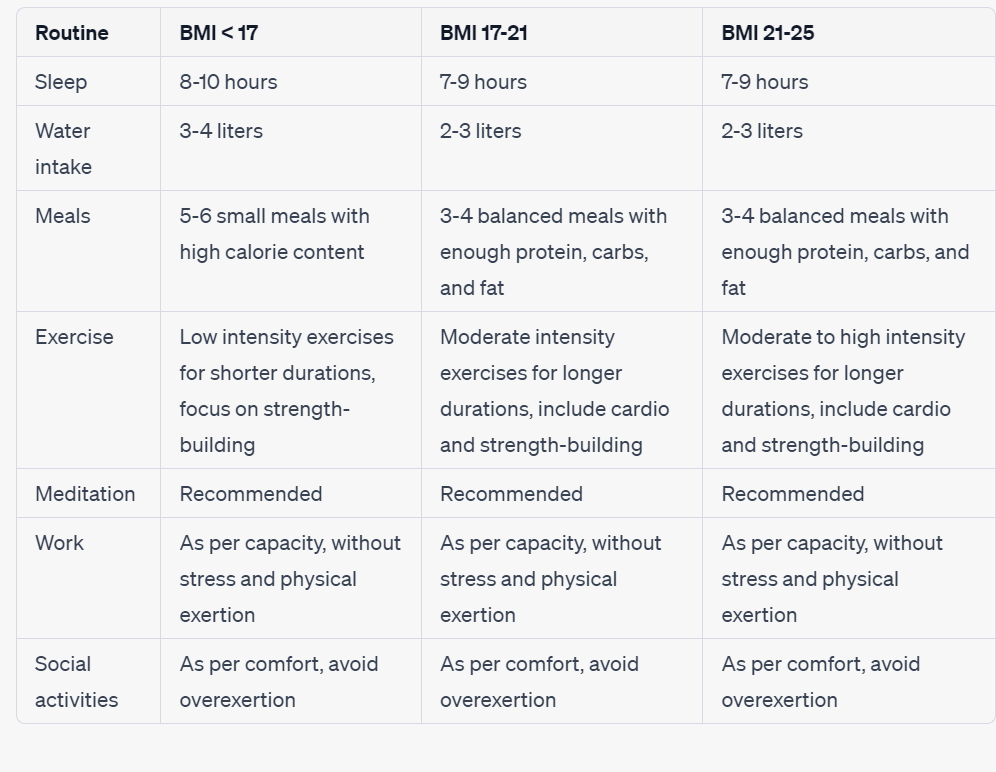 Routine BMI < 17 BMI 17-21 BMI 21-25
Sleep 8-10 hours 7-9 hours 7-9 hours
Water 3-4 liters 2-3 liters 2-3 liters
intake
Meals 5-6 small meals with 3-4 balanced meals with 3-4 balanced meals with
high calorie content enough protein, carbs, enough protein, carbs, and
and fat fat
Exercise Low intensity exercises Moderate intensity Moderate to high intensity
for shorter durations, exercises for longer exercises for longer
focus on strength- durations, include cardio durations, include cardio
building and strength-building and strength-building
Meditation Recommended Recommended Recommended
Work As per capacity, without As per capacity, without As per capacity, without
stress and physical stress and physical stress and physical
exertion exertion exertion
Social As per comfort, avoid As per comfort, avoid As per comfort, avoid
activities overexertion overexertion overexertion